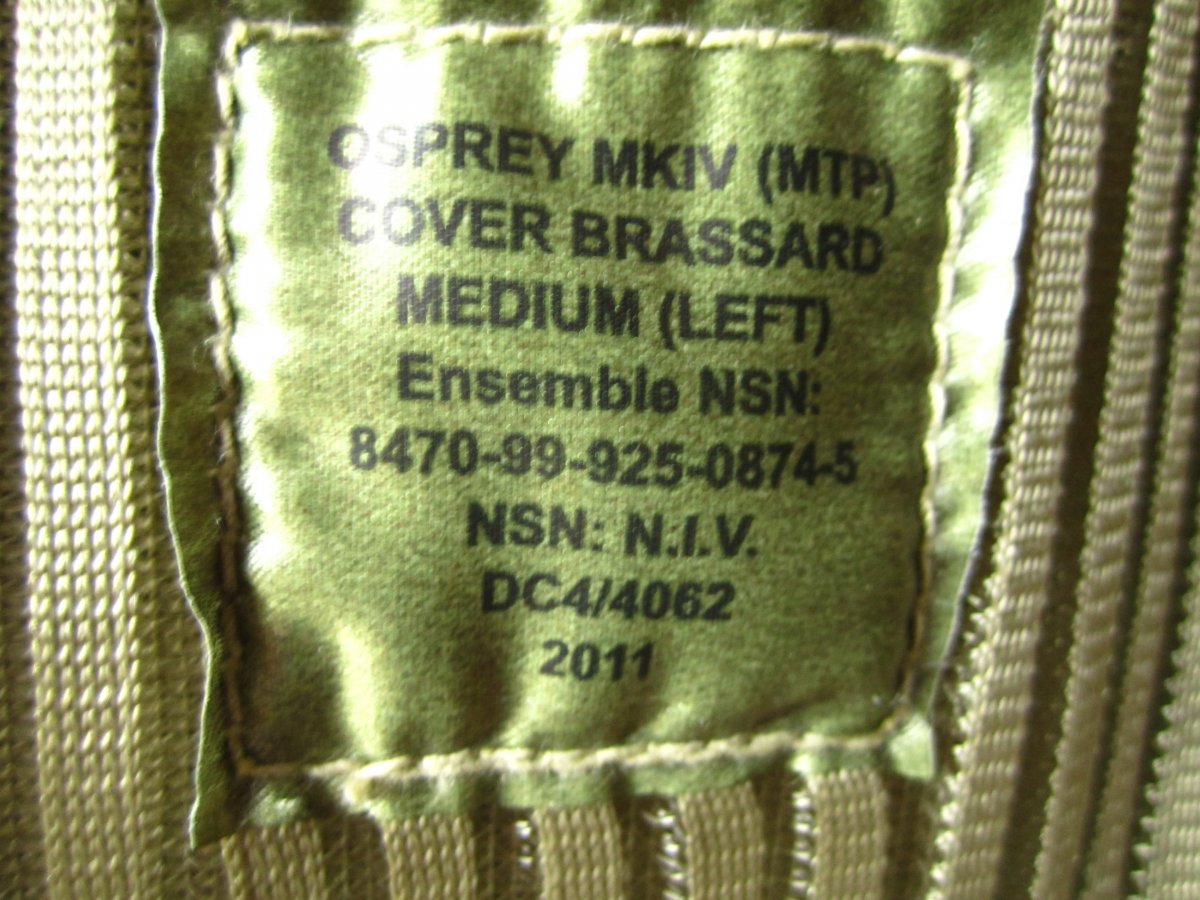 OSPREY MKIV (MTP)
COVER BRASSARD
MEDIUM (LEFT)
Ensemble NSN:
8470-99-925-0874-5
NSN: N.I.V.
DC4/4062
2011